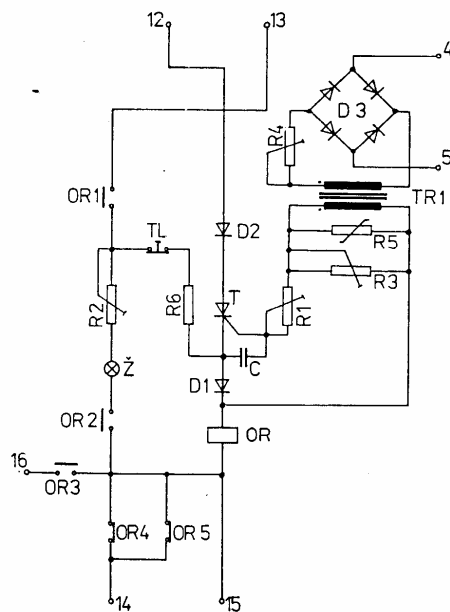 12
13
4
D3
R4
5
TR1
OR1
TL
D2
R5
R3
R2
R6
T
R1
C
Ž
D1
OR2
OR
16
OR3
OR4
OR5
14
15